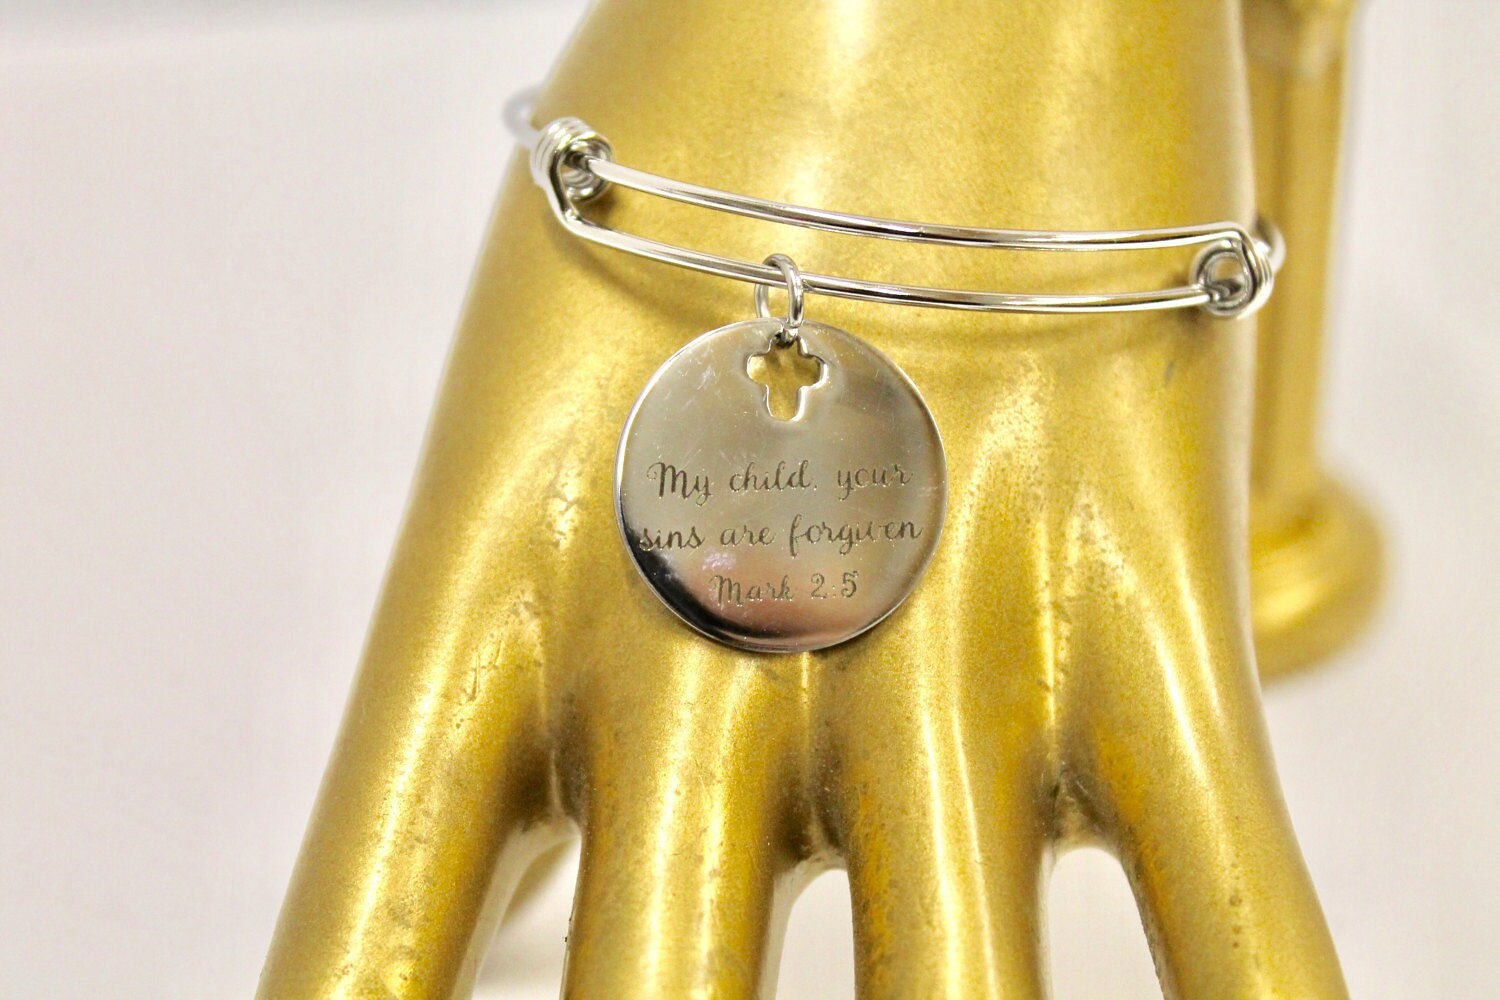 My child, your
sins are forgiven
Mark 2:5